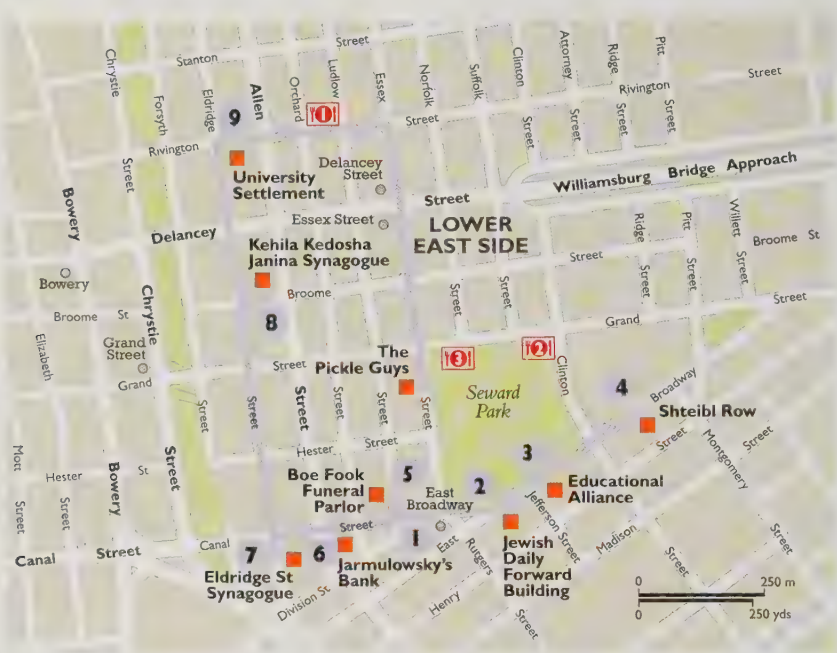 Stanton
Street
Chrystie
Forsyth
Eldridge
Allen
Orchard
Ludlow
Essex
Norfolk
Suffolk
Clinton
Attorney
Ridge
Pitt
Rivington
Street
1
9
Street
Street
Street
Street
Street
Rivington
Street
University
Settlement
Delancey
Street
Williamsburg Bridge Approach
Street
Bowery
Delancey
Essex Street
LOWER
EAST SIDE
Ridge
Street
Pitt
Street
Willett
Street
Broome St
Kehila Kedosha
Janina Synagogue
Street
Bowery
Chrystie
Broome
Street
Street
Street
Broome St
8
Grand
Elizabeth
Grand
Street
The
Pickle Guys
3
2
Clinton
Grand
Street
Street
Street
Street
Street
Street
Street
Street
Seward
Park
4
Broadway
Shteibl Row
Street
Montgomery
Street
Hester
Street
Mott
Street
Hester
Street
St
Bowery
Street
Boe Fook
Funeral
Parlor
5
East
Broadway
2
3
Educational
Alliance
Jefferson Street
Madison
Street
Street
Canal Street
Canal
Street
7
Eldridge St
Synagogue
6
Jarmulowsky's
Bank
1
East
Rutgers
Street
Jewish
Daily
Forward
Building
Division St
Henry
0
250 m
0
250 yds